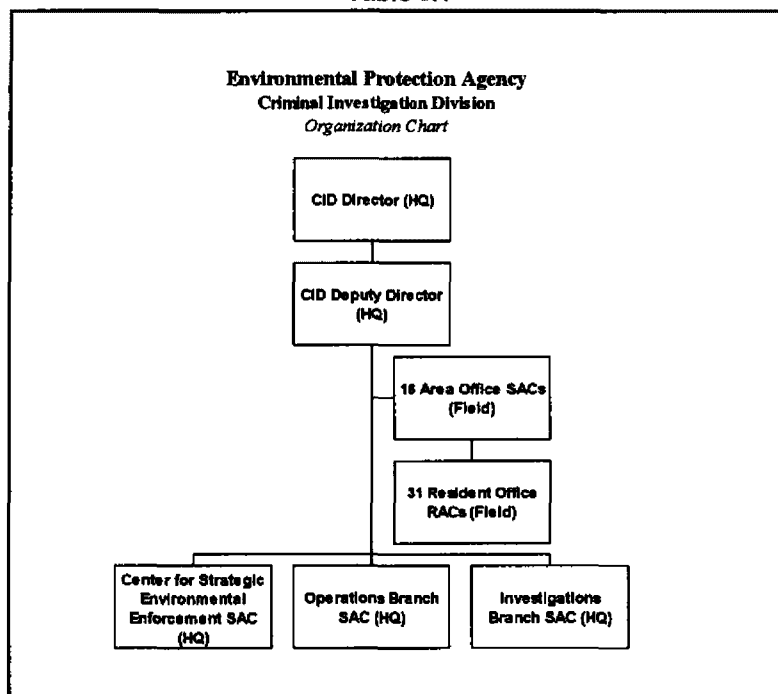 Environmental Protection Agency
Criminal Investigation Division
Organization Chart
CID Director (HQ)
CID Deputy Director
(HQ)
16 Area Office SACs
(Field)
31 Resident Office
RACs (Field)
Center for Strategic
Environmental
Enforcement SAC
(HQ)
Operations Branch
SAC (HQ)
Investigations
Branch SAC (HQ)